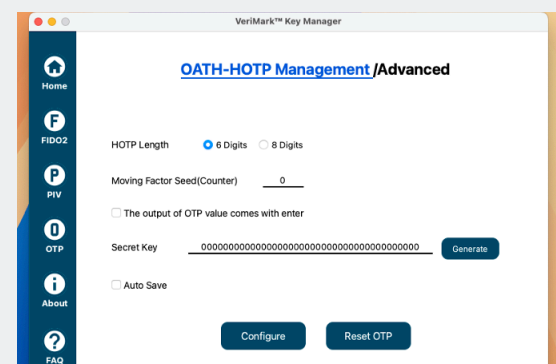 VeriMark™ Key Manager
OATH-HOTP Management /Advanced
Home
FIDO2
PIV
OTP
About
FAQ
HOTP Length 6 Digits 8 Digits
Moving Factor Seed(Counter) 0
The output of OTP value comes with enter
Secret Key 0000000000000000000000000000000000000000 Generate
Auto Save
Configure Reset OTP